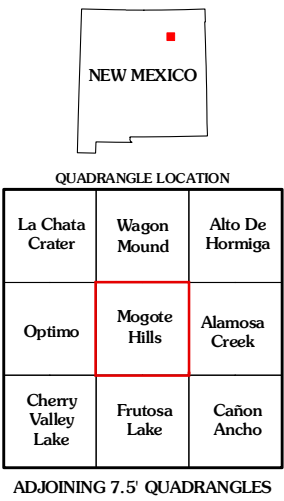 NEW MEXICO
QUADRANGLE LOCATION
La Chata
Crater
Wagon
Mound
Alto De
Hormiga
Optimo
Mogote
Hills
Alamosa
Creek
Cherry
Valley
Lake
Frutosa
Lake
Cañon
Ancho
ADJOINING 7.5' QUADRANGLES